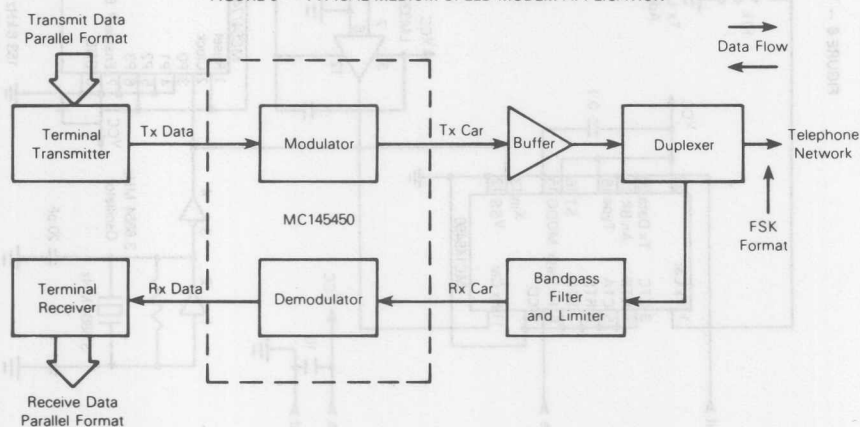 Transmit Data
Parallel Format
Data Flow
Terminal
Transmitter
Tx Data
Modulator
Tx Car
Buffer
Duplexer
Telephone
Network
MC145450
FSK
Format
Terminal
Receiver
Rx Data
Demodulator
Rx Car
Bandpass
Filter
and Limiter
Receive Data
Parallel Format